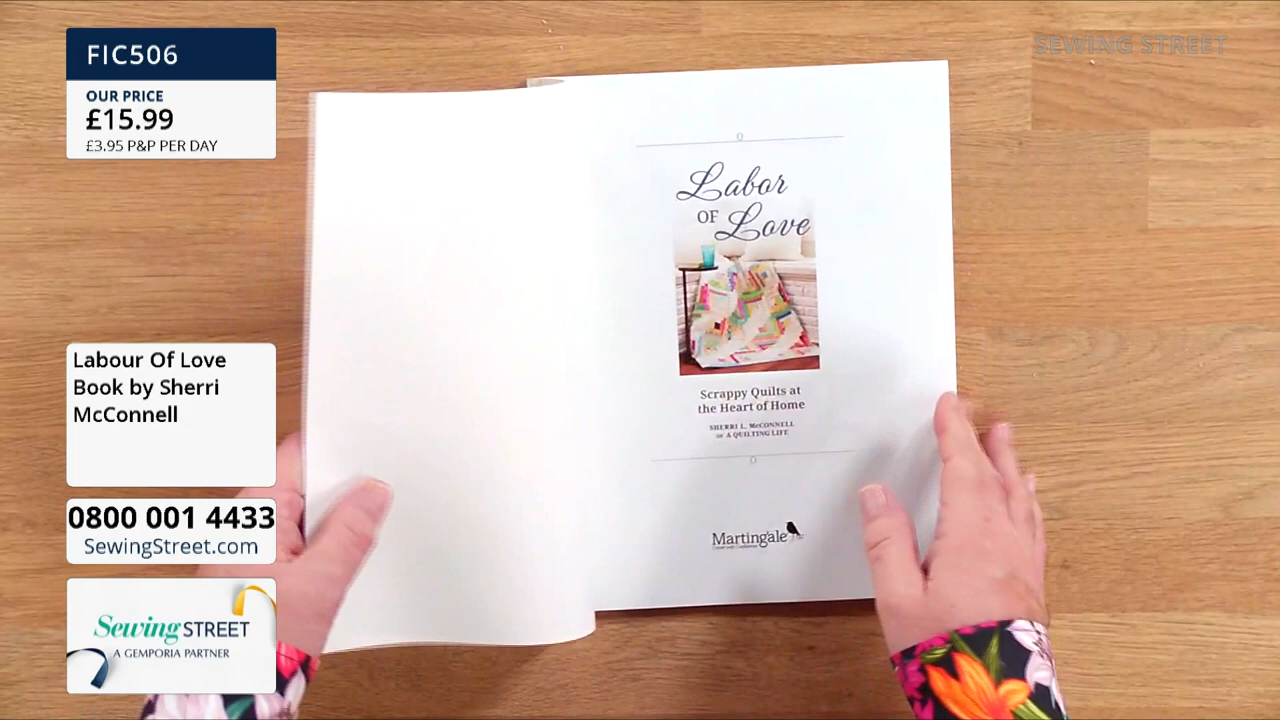 FIC506
OUR PRICE
£15.99
£3.95 P&P PER DAY
SEWING STREET
Labor
OF Love
Scrappy Quilts at
the Heart of Home
SHERRI L. McCONNELL
OF A QUILTING LIFE
Martingale
Labour Of Love
Book by Sherri
McConnell
0800 001 4433
SewingStreet.com
Sewing STREET
A GEMPORIA PARTNER